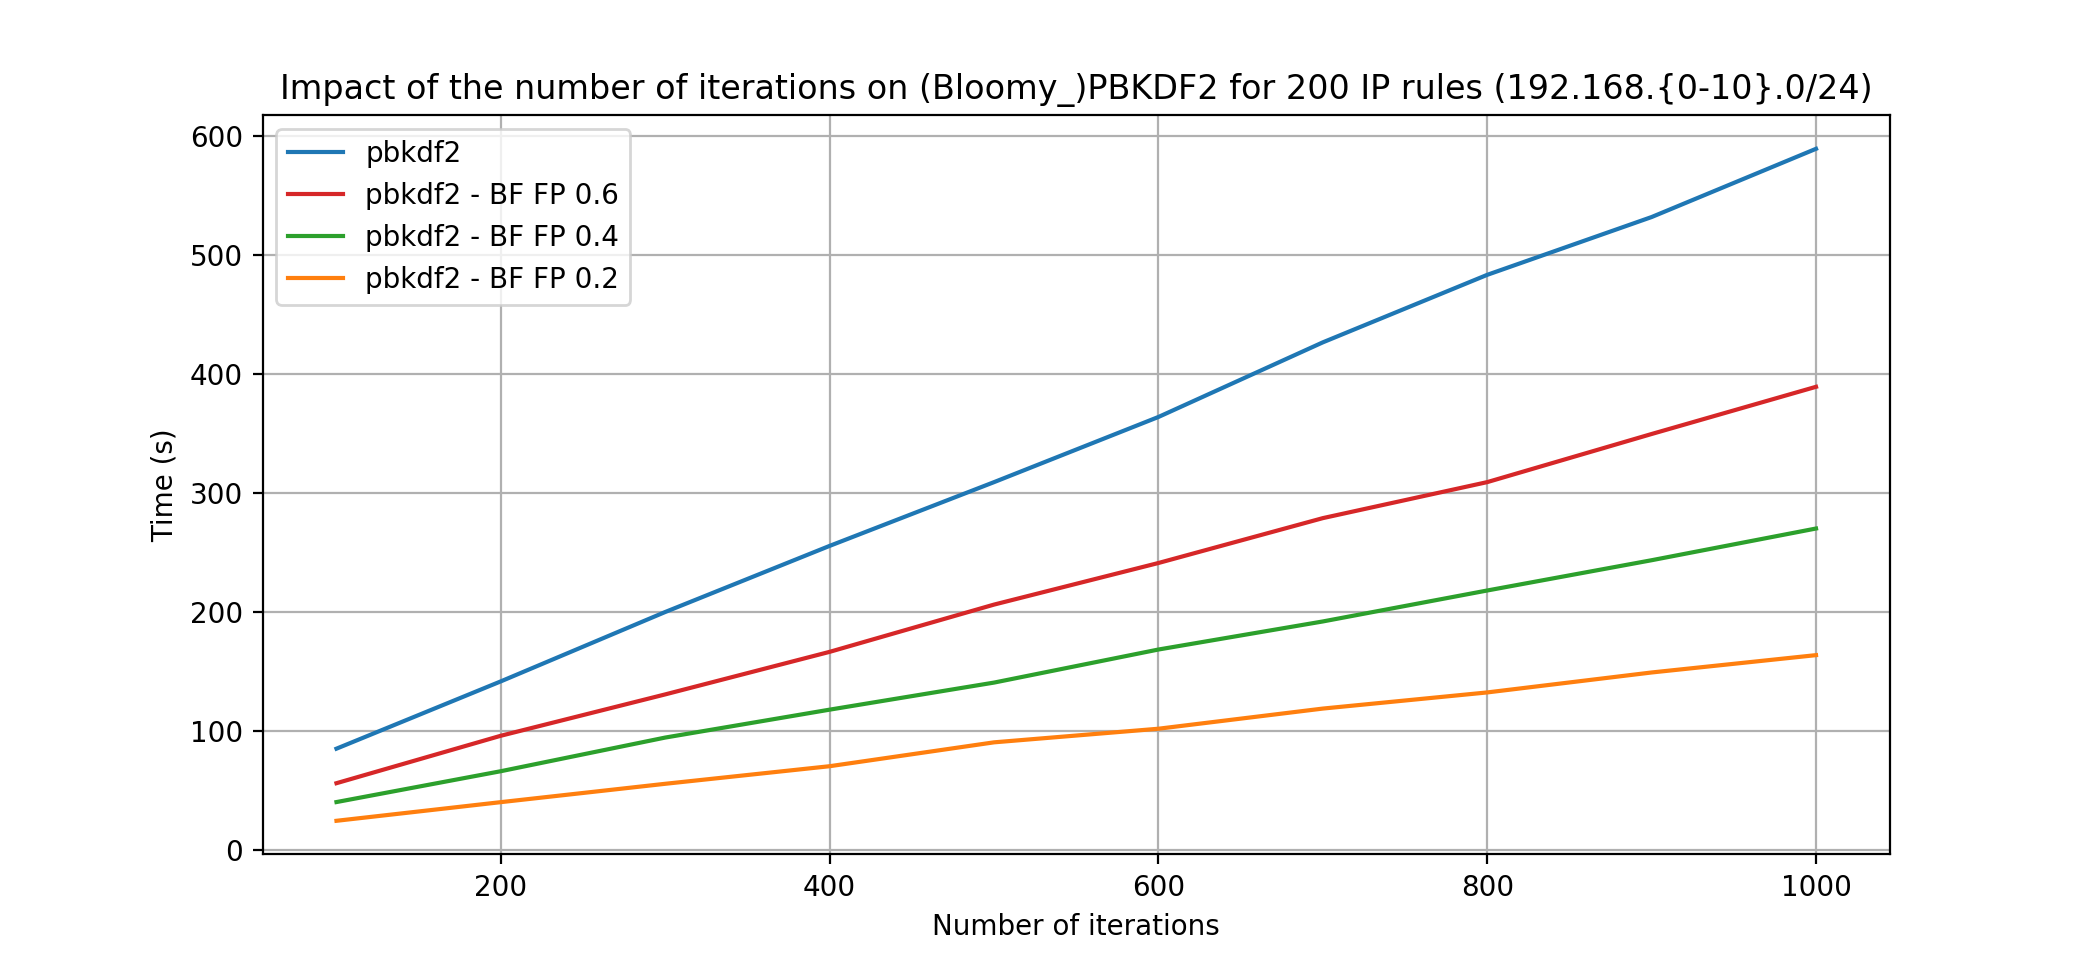 Impact of the number of iterations on (Bloomy_)PBKDF2 for 200 IP rules (192.168.{0-10}.0/24)
pbkdf2
pbkdf2 - BF FP 0.6
pbkdf2 - BF FP 0.4
pbkdf2 - BF FP 0.2
600
500
400
300
200
100
0
Time (s)
200 400 600 800 1000
Number of iterations